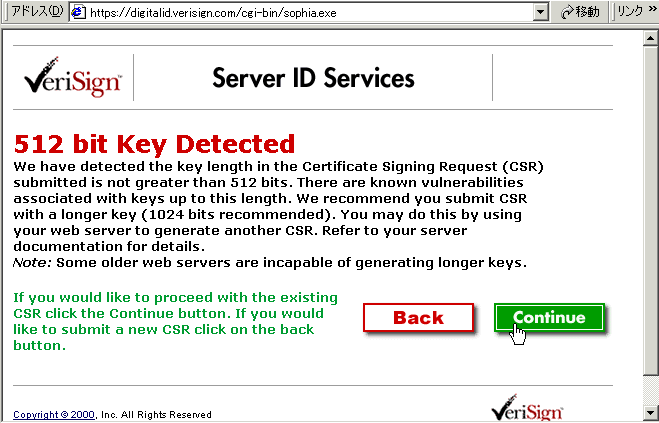 アドレス(D) https://digitalid.verisign.com/cgi-bin/sophia.exe 移動 リンク »
VeriSign™ Server ID Services
512 bit Key Detected
We have detected the key length in the Certificate Signing Request (CSR)
submitted is not greater than 512 bits. There are known vulnerabilities
associated with keys up to this length. We recommend you submit CSR
with a longer key (1024 bits recommended). You may do this by using
your web server to generate another CSR. Refer to your server
documentation for details.
Note: Some older web servers are incapable of generating longer keys.
If you would like to proceed with the existing
CSR click the Continue button. If you would
like to submit a new CSR click on the back
button.
Back
Continue
Copyright © 2000, Inc. All Rights Reserved
VeriSign™